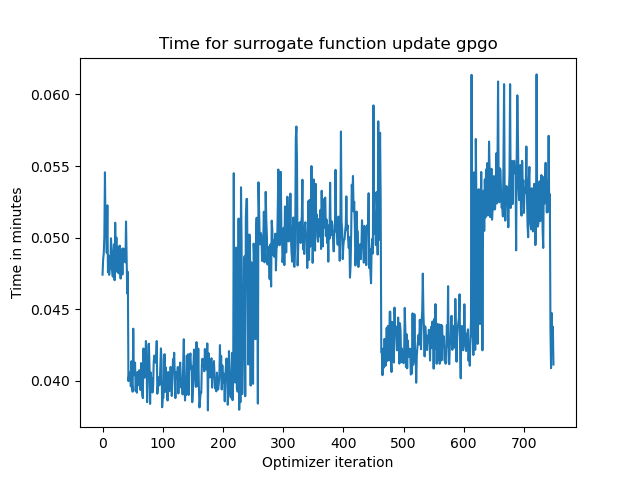 Time for surrogate function update gpgo
0.060
0.055
0.050
0.045
0.040
Time in minutes
0 100 200 300 400 500 600 700
Optimizer iteration